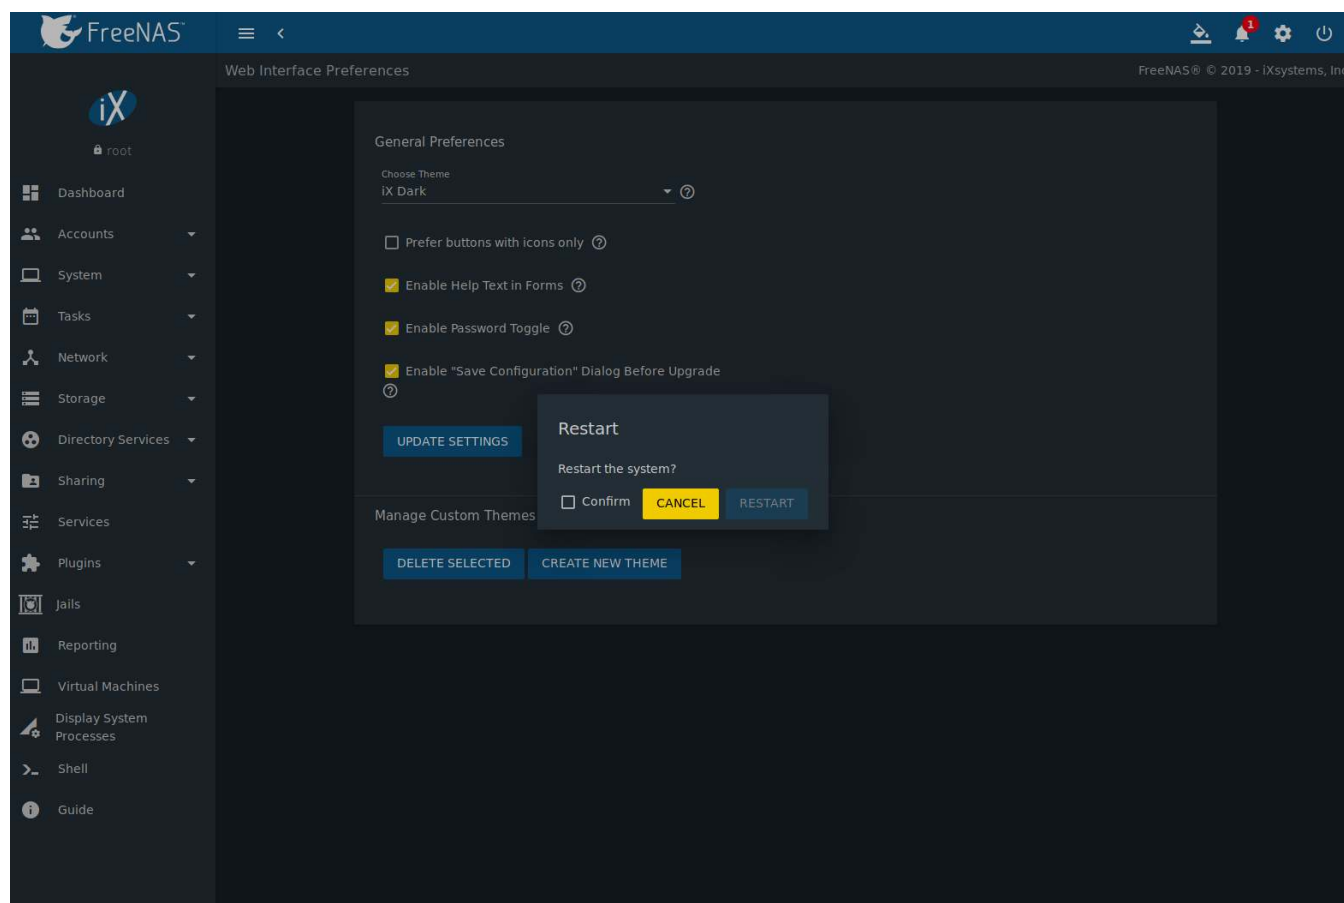 FreeNAS™
1
Web Interface Preferences
FreeNAS® © 2019 - iXsystems, Inc
iX
root
Dashboard
Accounts
System
Tasks
Network
Storage
Directory Services
Sharing
Services
Plugins
Jails
Reporting
Virtual Machines
Display System
Processes
Shell
Guide
General Preferences
Choose Theme
iX Dark
Prefer buttons with icons only
Enable Help Text in Forms
Enable Password Toggle
Enable "Save Configuration" Dialog Before Upgrade
UPDATE SETTINGS
Restart
Restart the system?
Confirm CANCEL RESTART
Manage Custom Themes
DELETE SELECTED CREATE NEW THEME